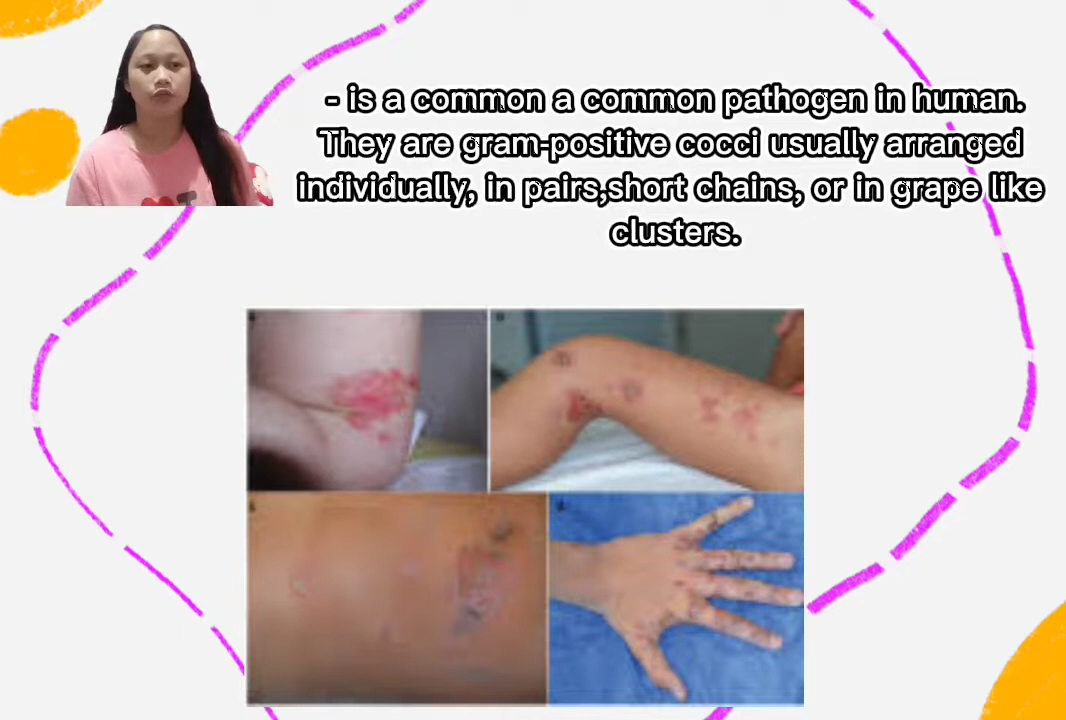 - is a common a common pathogen in human.
They are gram-positive cocci usually arranged
individually, in pairs,short chains, or in grape like
clusters.